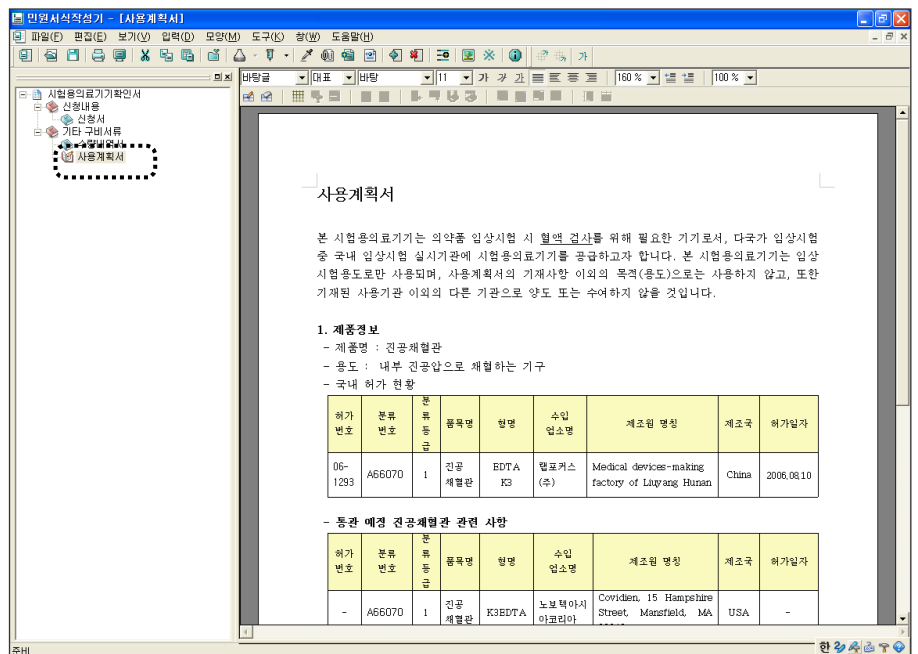 민원서식작성기 - [사용계획서]
파일(F) 편집(E) 보기(V) 입력(D) 모양(M) 도구(K) 창(W) 도움말(H)
바탕글 대표 바탕 11 가 가 가 160 % 100 %
시험용의료기기확인서
신청내용
신청서
기타 구비서류
수량내역서
사용계획서
사용계획서
본 시험용의료기기는 의약품 임상시험 시 혈액 검사를 위해 필요한 기기로서, 다국가 임상시험
중 국내 임상시험 실시기관에 시험용의료기기를 공급하고자 합니다. 본 시험용의료기기는 임상
시험용도로만 사용되며, 사용계획서의 기재사항 이외의 목적(용도)으로는 사용하지 않고, 또한
기재된 사용기관 이외의 다른 기관으로 양도 또는 수여하지 않을 것입니다.
1. 제품정보
- 제품명 : 진공채혈관
- 용도 : 내부 진공압으로 채혈하는 기구
- 국내 허가 현황
허가 번호 분류 번호 분류등급 품목명 형명 수입 업소명 제조원 명칭 제조국 허가일자
06-1293 A66070 1 진공 채혈관 EDTA K3 랩포커스 (주) Medical devices-making factory of Liuyang Hunan China 2006.08.10
- 통관 예정 진공채혈관 관련 사항
허가 번호 분류 번호 분류등급 품목명 형명 수입 업소명 제조원 명칭 제조국 허가일자
- A66070 1 진공 채혈관 K3EDTA 노보텍아시아코리아 Covidien, 15 Hampshire Street, Mansfield, MA USA -
준비
한